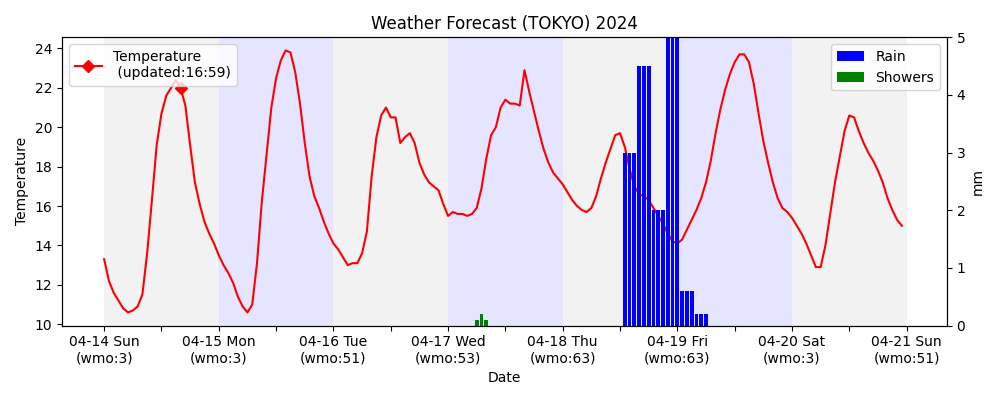 Weather Forecast (TOKYO) 2024
Temperature
(updated:16:59)
Rain
Showers
Temperature
24
22
20
18
16
14
12
10
5
4
3
2
1
0
mm
04-14 Sun
(wmo:3)
04-15 Mon
(wmo:3)
04-16 Tue
(wmo:51)
04-17 Wed
(wmo:53)
04-18 Thu
(wmo:63)
04-19 Fri
(wmo:63)
04-20 Sat
(wmo:3)
04-21 Sun
(wmo:51)
Date